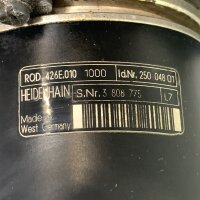 ROD 426E.010 1000 Id.Nr. 250 048 01
HEIDENHAIN S.Nr. 3 808 775 L7
Made in
West Germany